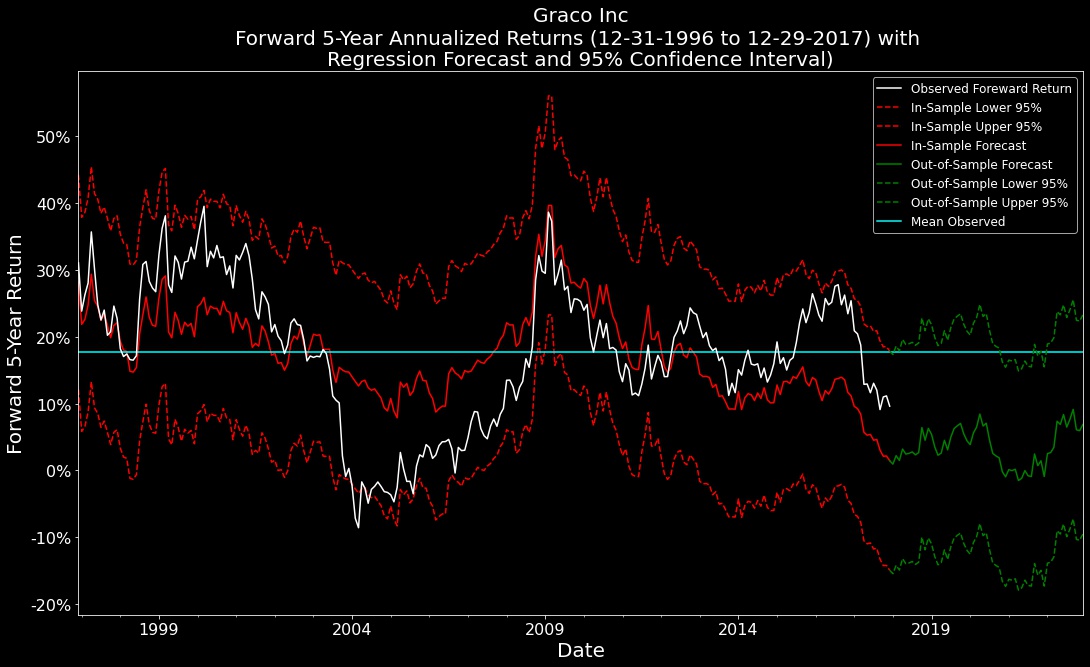 Graco Inc
Forward 5-Year Annualized Returns (12-31-1996 to 12-29-2017) with
Regression Forecast and 95% Confidence Interval)
Observed Foreward Return
In-Sample Lower 95%
In-Sample Upper 95%
In-Sample Forecast
Out-of-Sample Forecast
Out-of-Sample Lower 95%
Out-of-Sample Upper 95%
Mean Observed
Forward 5-Year Return
50%
40%
30%
20%
10%
0%
-10%
-20%
1999
2004
2009
2014
2019
Date